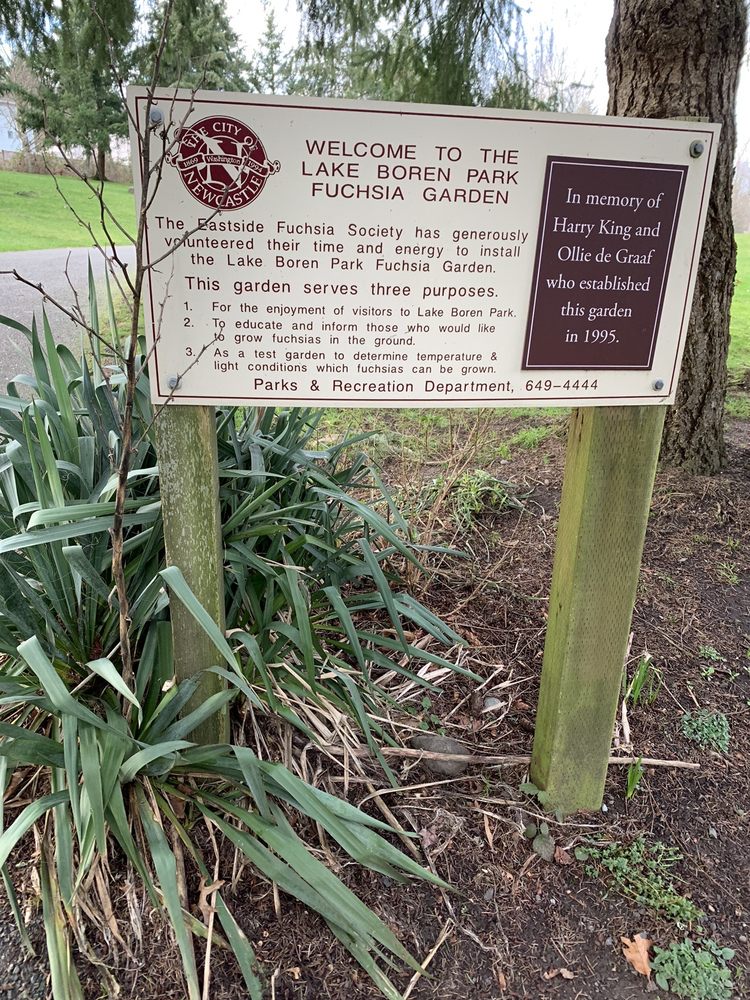 THE CITY OF
1869 Washington 1994
NEWCASTLE
WELCOME TO THE
LAKE BOREN PARK
FUCHSIA GARDEN
The Eastside Fuchsia Society has generously
volunteered their time and energy to install
the Lake Boren Park Fuchsia Garden.
This garden serves three purposes.
1. For the enjoyment of visitors to Lake Boren Park.
2. To educate and inform those who would like
to grow fuchsias in the ground.
3. As a test garden to determine temperature &
light conditions which fuchsias can be grown.
Parks & Recreation Department, 649-4444
In memory of
Harry King and
Ollie de Graaf
who established
this garden
in 1995.